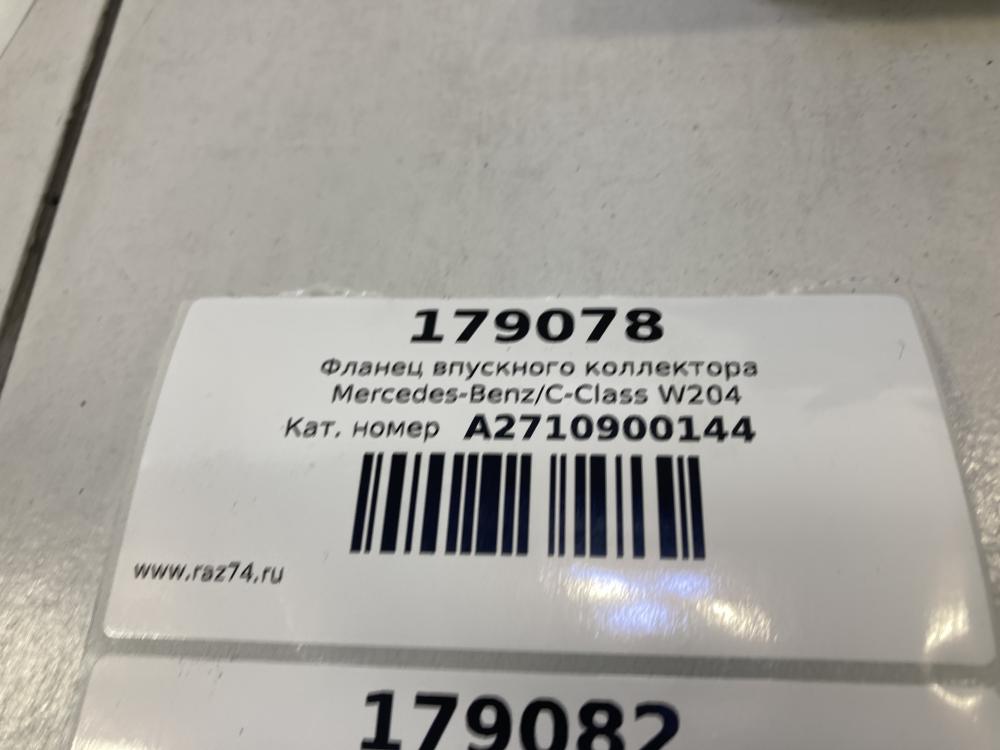 179078
Фланец впускного коллектора
Mercedes-Benz/C-Class W204
Кат. номер A2710900144
www.raz74.ru
179082